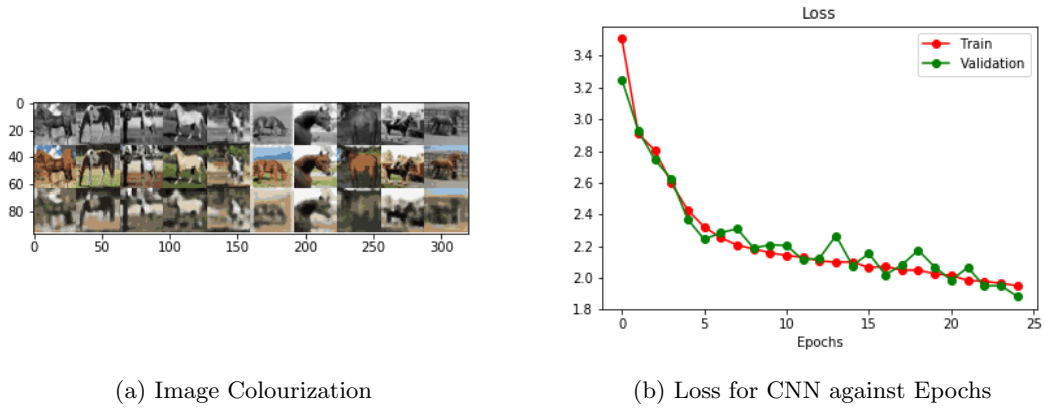 0
20
40
60
80
0 50 100 150 200 250 300
(a) Image Colourization
Loss
3.4
3.2
3.0
2.8
2.6
2.4
2.2
2.0
1.8
Train
Validation
0 5 10 15 20 25
Epochs
(b) Loss for CNN against Epochs